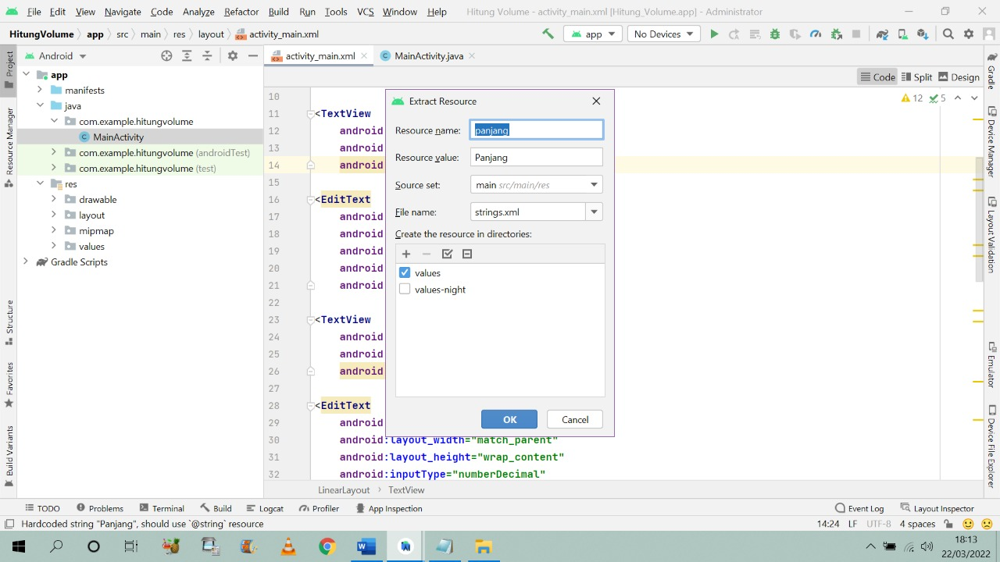 File Edit View Navigate Code Analyze Refactor Build Run Tools VCS Window Help Hitung Volume - activity_main.xml [Hitung_Volume.app] - Administrator
HitungVolume app src main res layout activity_main.xml
app No Devices
Android
activity_main.xml MainActivity.java
Code Split Design
Project
Resource Manager
Structure
Favorites
Build Variants
app
manifests
java
com.example.hitungvolume
MainActivity
com.example.hitungvolume (androidTest)
com.example.hitungvolume (test)
res
drawable
layout
mipmap
values
Gradle Scripts
12 5
10
11 <TextView
12 android
13 android
14 android
15
16 <EditText
17 android
18 android
19 android
20 android
21 android
22
23 <TextView
24 android
25 android
26 android
27
28 <EditText
29 android
30 android:layout_width="match_parent"
31 android:layout_height="wrap_content"
32 android:inputType="numberDecimal"
Extract Resource
Resource name: panjang
Resource value: Panjang
Source set: main src/main/res
File name: strings.xml
Create the resource in directories:
values
values-night
OK Cancel
Gradle
Device Manager
Layout Validation
Emulator
Device File Explorer
LinearLayout TextView
TODO Problems Terminal Build Logcat Profiler App Inspection Event Log Layout Inspector
Hardcoded string "Panjang", should use `@string` resource 14:24 LF UTF-8 4 spaces
18:13
22/03/2022